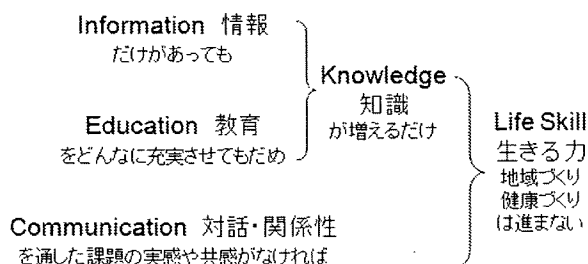 Information 情報
だけがあっても
Education 教育
をどんなに充実させてもだめ
Knowledge
知識
が増えるだけ
Communication 対話・関係性
を通した課題の実感や共感がなければ
Life Skill
生きる力
地域づくり
健康づくり
は進まない